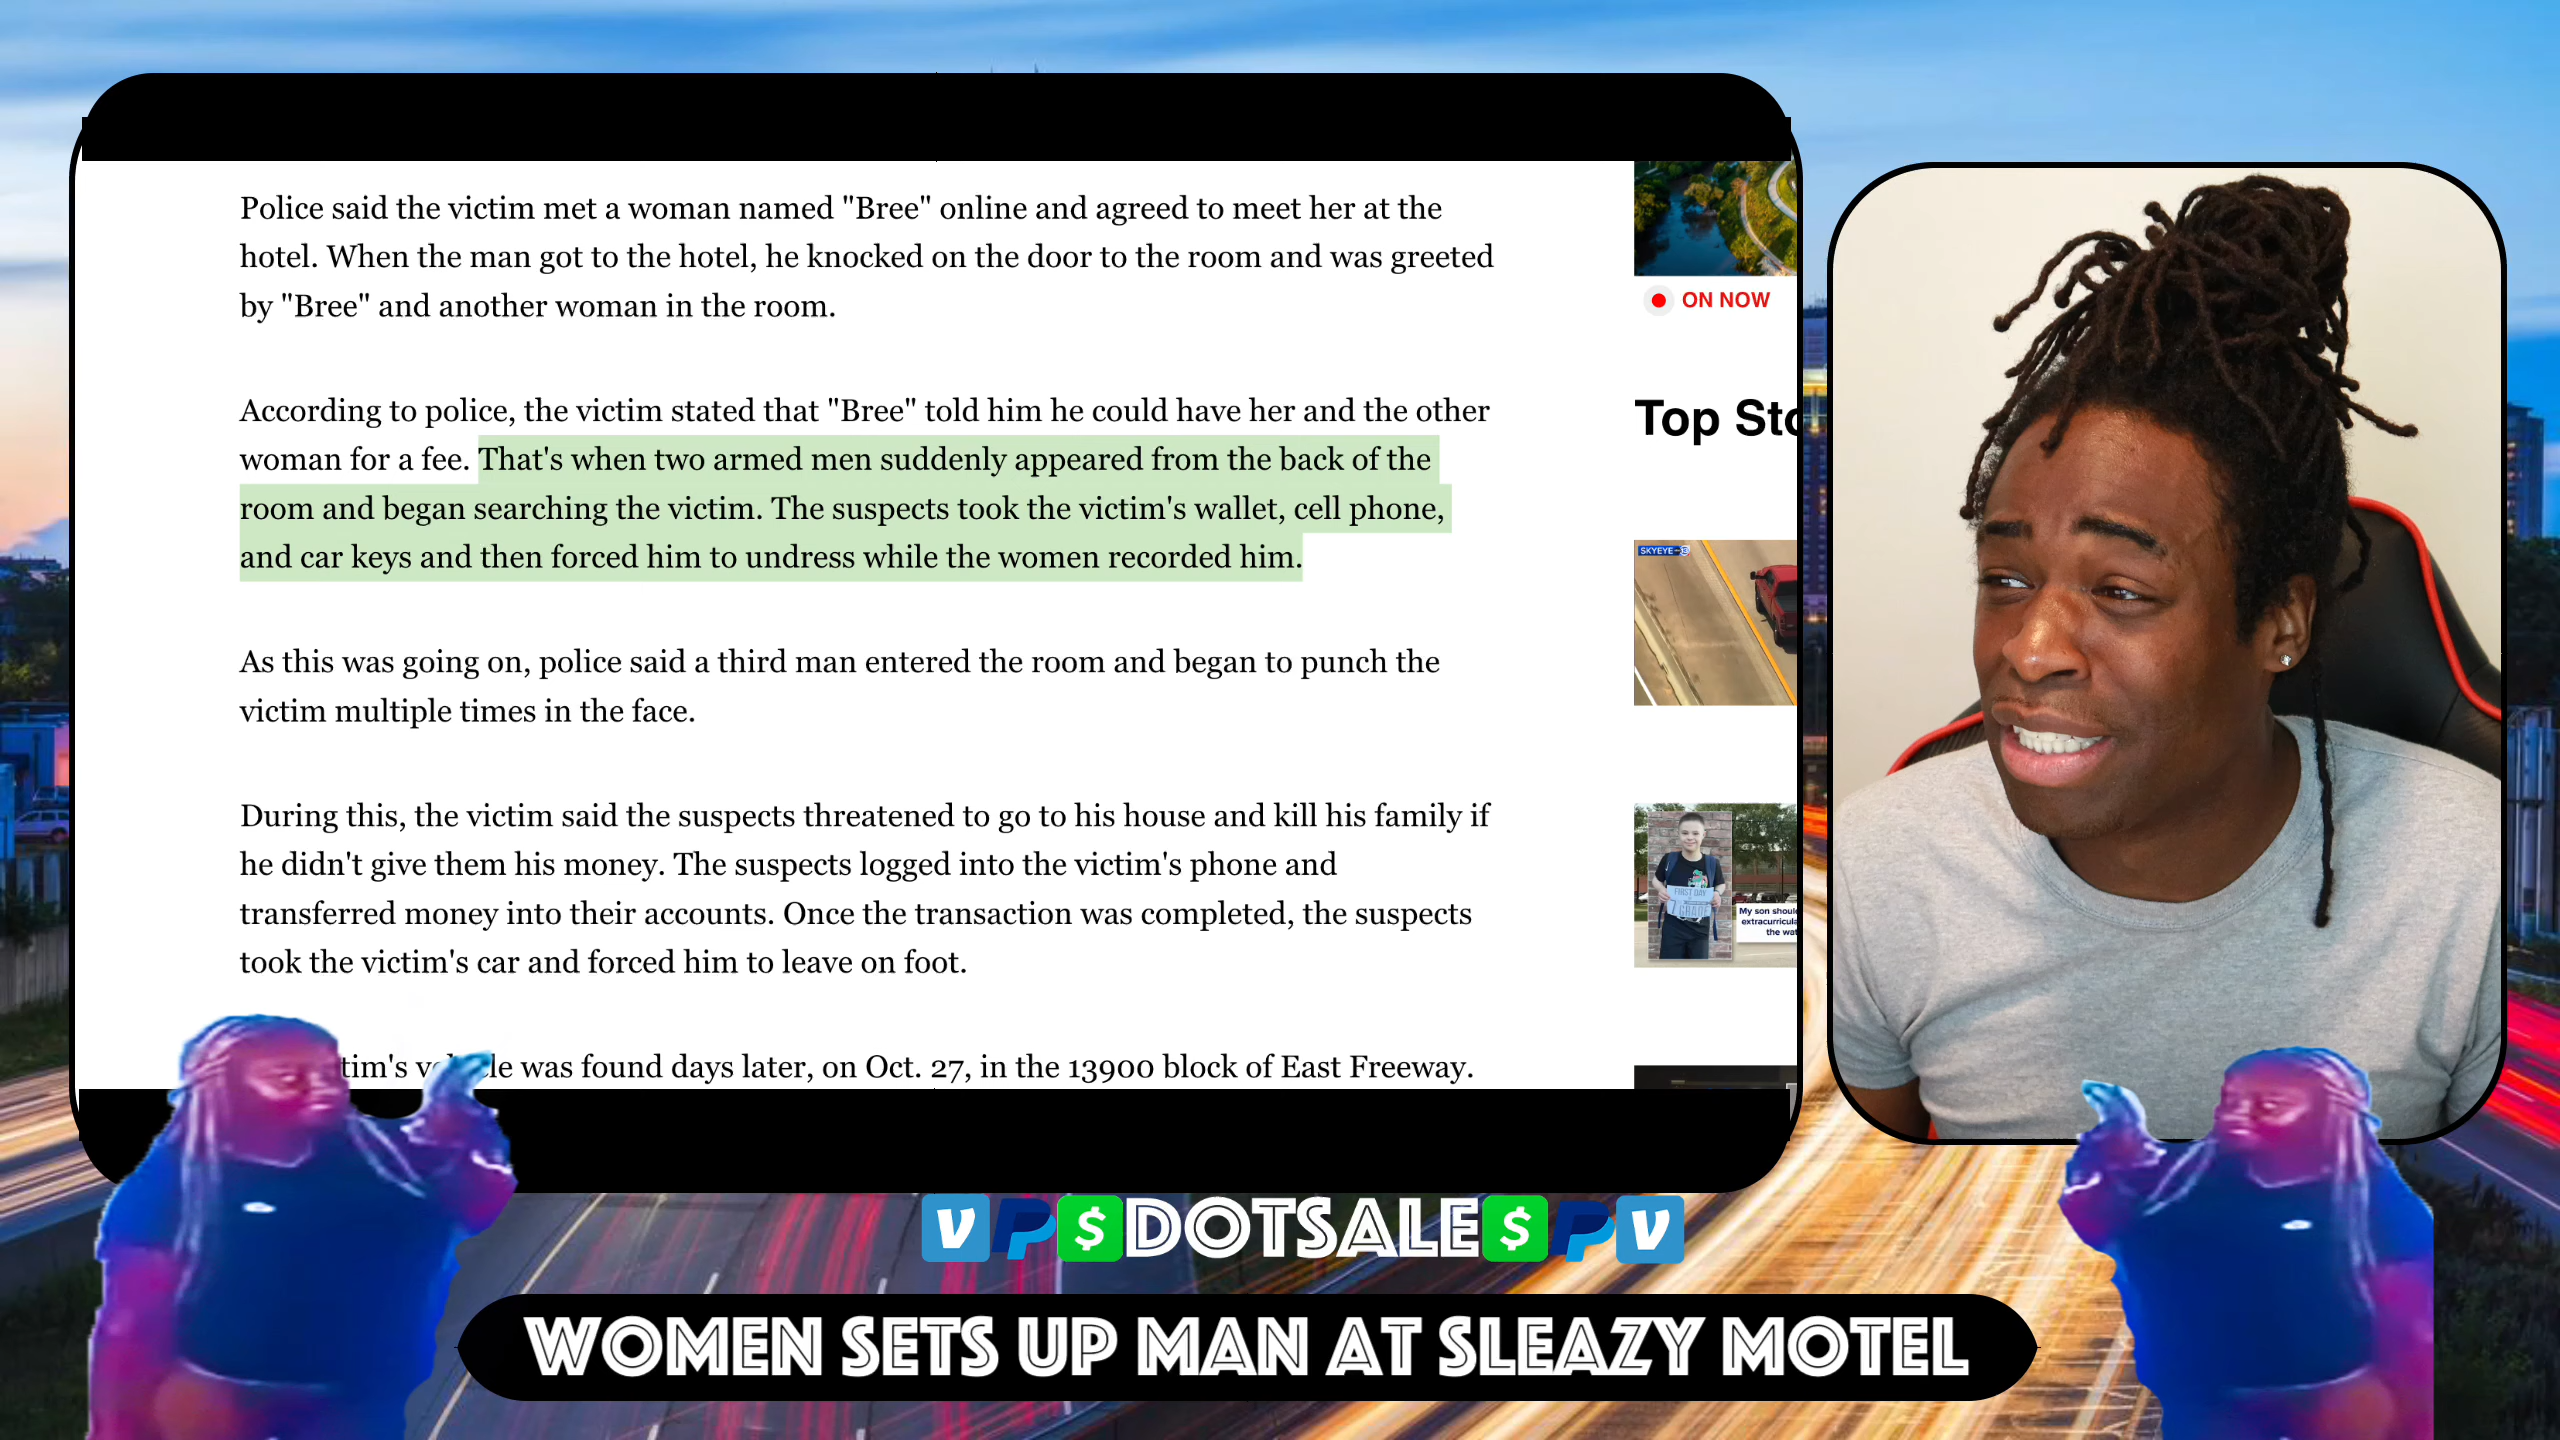 Police said the victim met a woman named "Bree" online and agreed to meet her at the
hotel. When the man got to the hotel, he knocked on the door to the room and was greeted
by "Bree" and another woman in the room.
According to police, the victim stated that "Bree" told him he could have her and the other
woman for a fee. That's when two armed men suddenly appeared from the back of the
room and began searching the victim. The suspects took the victim's wallet, cell phone,
and car keys and then forced him to undress while the women recorded him.
As this was going on, police said a third man entered the room and began to punch the
victim multiple times in the face.
During this, the victim said the suspects threatened to go to his house and kill his family if
he didn't give them his money. The suspects logged into the victim's phone and
transferred money into their accounts. Once the transaction was completed, the suspects
took the victim's car and forced him to leave on foot.
was found days later, on Oct. 27, in the 13900 block of East Freeway.
ON NOW
Top
SKYEYE
FIRST DAY
7 GRADE
My son
the
V P $ DOTSALE $ P V
WOMEN SETS UP MAN AT SLEAZY MOTEL